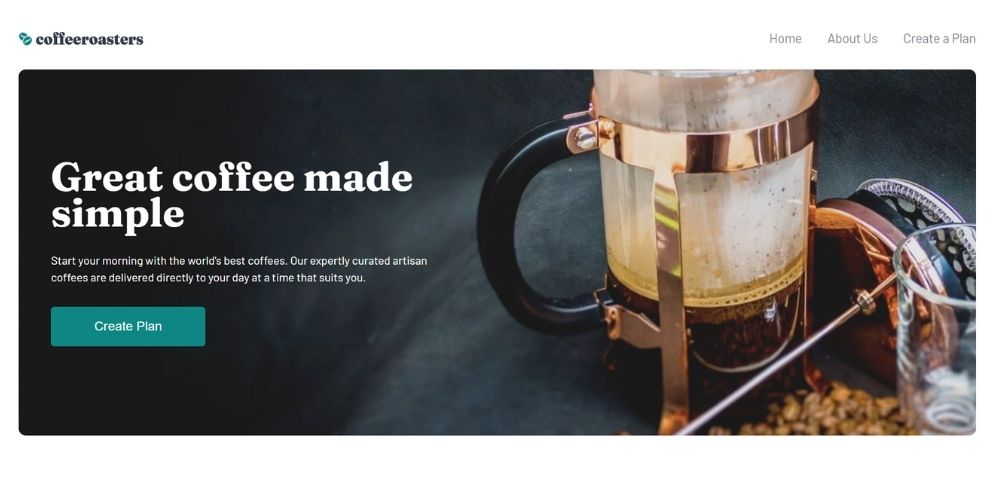 coffeeroasters
Home About Us Create a Plan
Great coffee made
simple
Start your morning with the world's best coffees. Our expertly curated artisan
coffees are delivered directly to your day at a time that suits you.
Create Plan